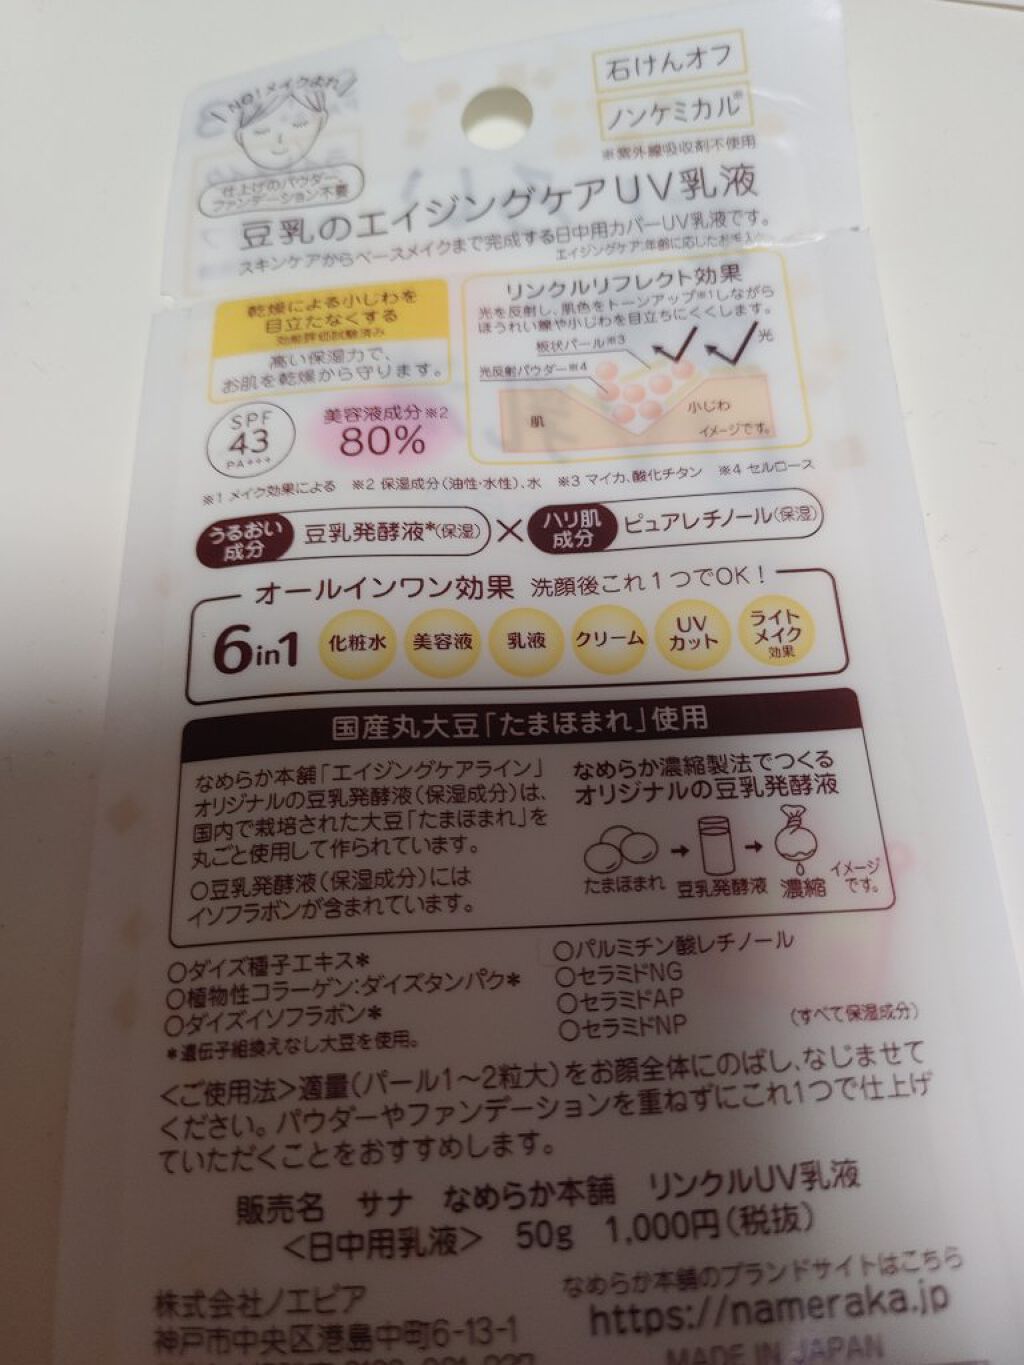 NO!メイクよれ
仕上げのパウダー、
ファンデーション不要
石けんオフ
ノンケミカル※
※紫外線吸収剤不使用
豆乳のエイジングケアUV乳液
スキンケアからベースメイクまで完成する日中用カバーUV乳液です。
エイジングケア:年齢に応じたお手入れ
乾燥による小じわを
目立たなくする
効能評価試験済み
高い保湿力で、
お肌を乾燥から守ります。
SPF
43
PA+++
美容液成分※2
80%
リンクルリフレクト効果
光を反射し、肌色をトーンアップ※1しながら
ほうれい線や小じわを目立ちにくくします。
板状パール※3
光
光反射パウダー※4
肌
小じわ
イメージです。
※1 メイク効果による ※2 保湿成分(油性・水性)、水 ※3 マイカ、酸化チタン ※4 セルロース
うるおい
成分
豆乳発酵液*(保湿)
×
ハリ肌
成分
ピュアレチノール(保湿)
オールインワン効果 洗顔後これ1つでOK!
6in1
化粧水
美容液
乳液
クリーム
UV
カット
ライト
メイク
効果
国産丸大豆「たまほまれ」使用
なめらか本舗「エイジングケアライン」
オリジナルの豆乳発酵液(保湿成分)は、
国内で栽培された大豆「たまほまれ」を
丸ごと使用して作られています。
○豆乳発酵液(保湿成分)には
イソフラボンが含まれています。
なめらか濃縮製法でつくる
オリジナルの豆乳発酵液
たまほまれ
豆乳発酵液
濃縮
イメージ
です。
○ダイズ種子エキス*
○植物性コラーゲン:ダイズタンパク*
○ダイズイソフラボン*
*遺伝子組換えなし大豆を使用。
○パルミチン酸レチノール
○セラミドNG
○セラミドAP
○セラミドNP
(すべて保湿成分)
<ご使用法>適量(パール1〜2粒大)をお顔全体にのばし、なじませて
ください。パウダーやファンデーションを重ねずにこれ1つで仕上げ
ていただくことをおすすめします。
販売名 サナ なめらか本舗 リンクルUV乳液
<日中用乳液> 50g 1,000円(税抜)
株式会社ノエビア
神戸市中央区港島中町6-13-1
なめらか本舗のブランドサイトはこちら
https://nameraka.jp
MADE IN JAPAN